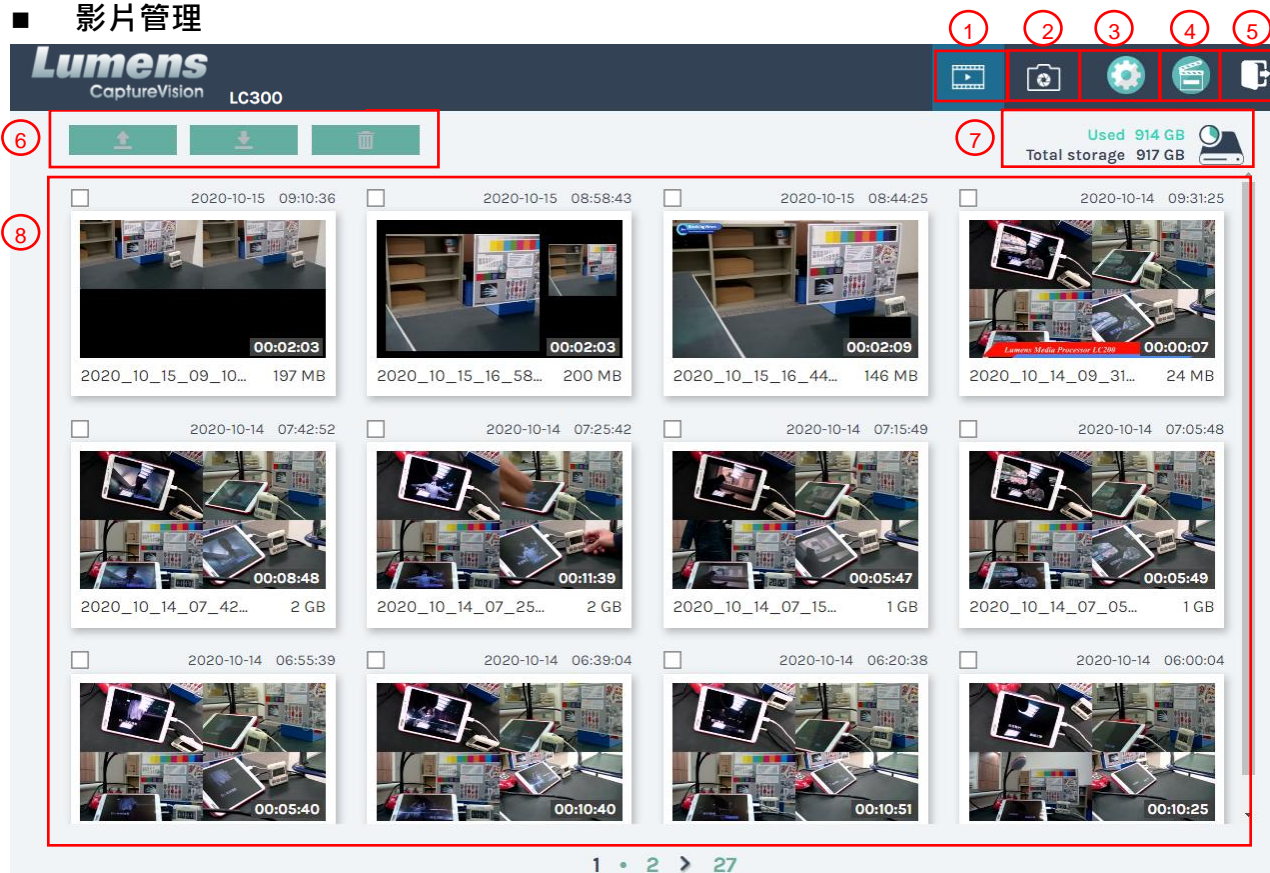 ■ 影片管理
1 2 3 4 5
Lumens
CaptureVision LC300
6
7
Used 914 GB
Total storage 917 GB
8
2020-10-15 09:10:36 2020-10-15 08:58:43 2020-10-15 08:44:25 2020-10-14 09:31:25
Breaking News
Lumens Media Processor LC200
00:02:03 00:02:03 00:02:09 00:00:07
2020_10_15_09_10... 197 MB 2020_10_15_16_58... 200 MB 2020_10_15_16_44... 146 MB 2020_10_14_09_31... 24 MB
2020-10-14 07:42:52 2020-10-14 07:25:42 2020-10-14 07:15:49 2020-10-14 07:05:48
00:08:48 00:11:39 00:05:47 00:05:49
2020_10_14_07_42... 2 GB 2020_10_14_07_25... 2 GB 2020_10_14_07_15... 1 GB 2020_10_14_07_05... 1 GB
2020-10-14 06:55:39 2020-10-14 06:39:04 2020-10-14 06:20:38 2020-10-14 06:00:04
00:05:40 00:10:40 00:10:51 00:10:25
1 • 2 > 27